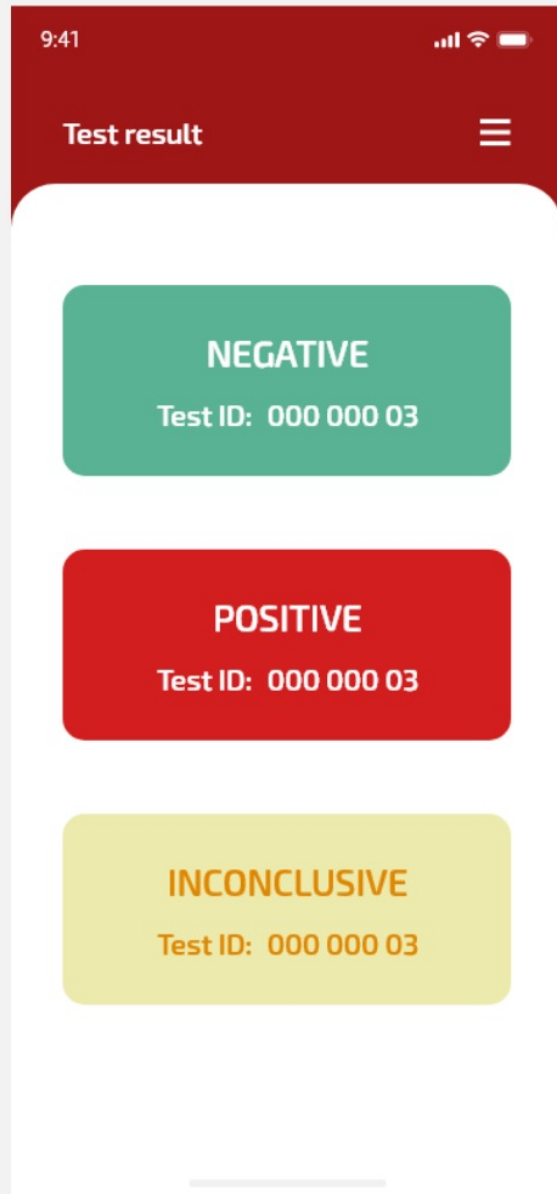 9:41
Test result
NEGATIVE
Test ID: 000 000 03
POSITIVE
Test ID: 000 000 03
INCONCLUSIVE
Test ID: 000 000 03